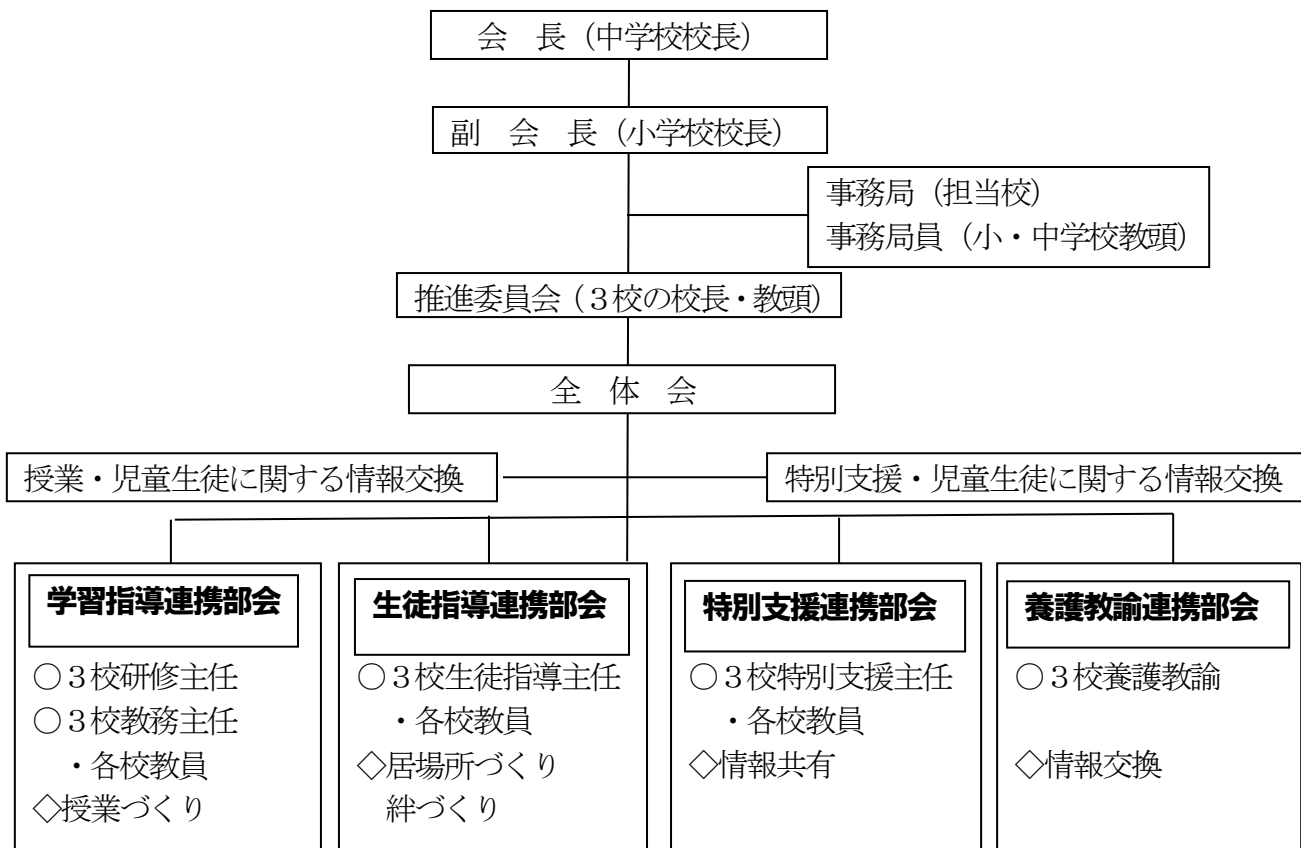 会　長（中学校校長）
副　会　長（小学校校長）
事務局（担当校）
事務局員（小・中学校教頭）
推進委員会（３校の校長・教頭）
全　体　会
授業・児童生徒に関する情報交換
特別支援・児童生徒に関する情報交換
学習指導連携部会
○３校研修主任
○３校教務主任
・各校教員
◇授業づくり
生徒指導連携部会
○３校生徒指導主任
・各校教員
◇居場所づくり
絆づくり
特別支援連携部会
○３校特別支援主任
・各校教員
◇情報共有
養護教諭連携部会
○３校養護教諭
◇情報交換